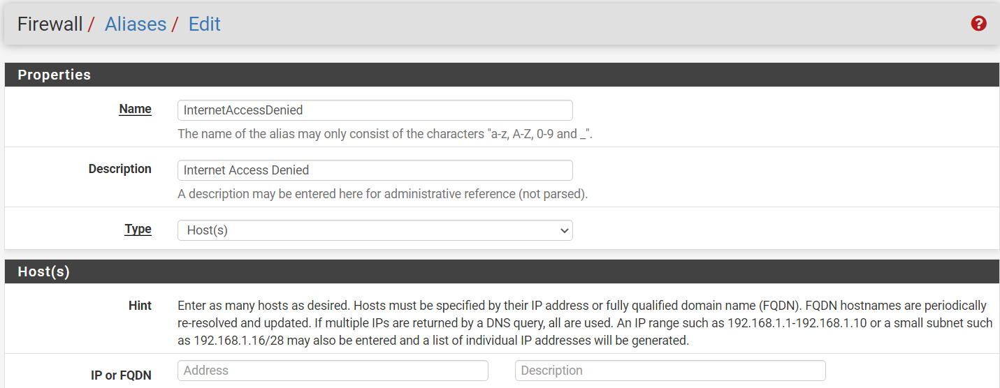 Firewall / Aliases / Edit
Properties
Name
InternetAccessDenied
The name of the alias may only consist of the characters "a-z, A-Z, 0-9 and _".
Description
Internet Access Denied
A description may be entered here for administrative reference (not parsed).
Type
Host(s)
Host(s)
Hint
Enter as many hosts as desired. Hosts must be specified by their IP address or fully qualified domain name (FQDN). FQDN hostnames are periodically
re-resolved and updated. If multiple IPs are returned by a DNS query, all are used. An IP range such as 192.168.1.1-192.168.1.10 or a small subnet such
as 192.168.1.16/28 may also be entered and a list of individual IP addresses will be generated.
IP or FQDN
Address
Description